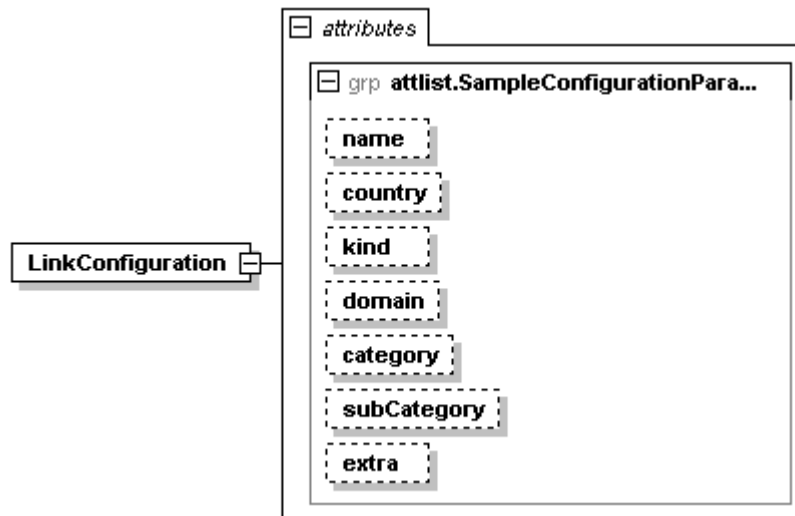 attributes
grp attlist.SampleConfigurationPara...
name
country
kind
LinkConfiguration
domain
category
subCategory
extra